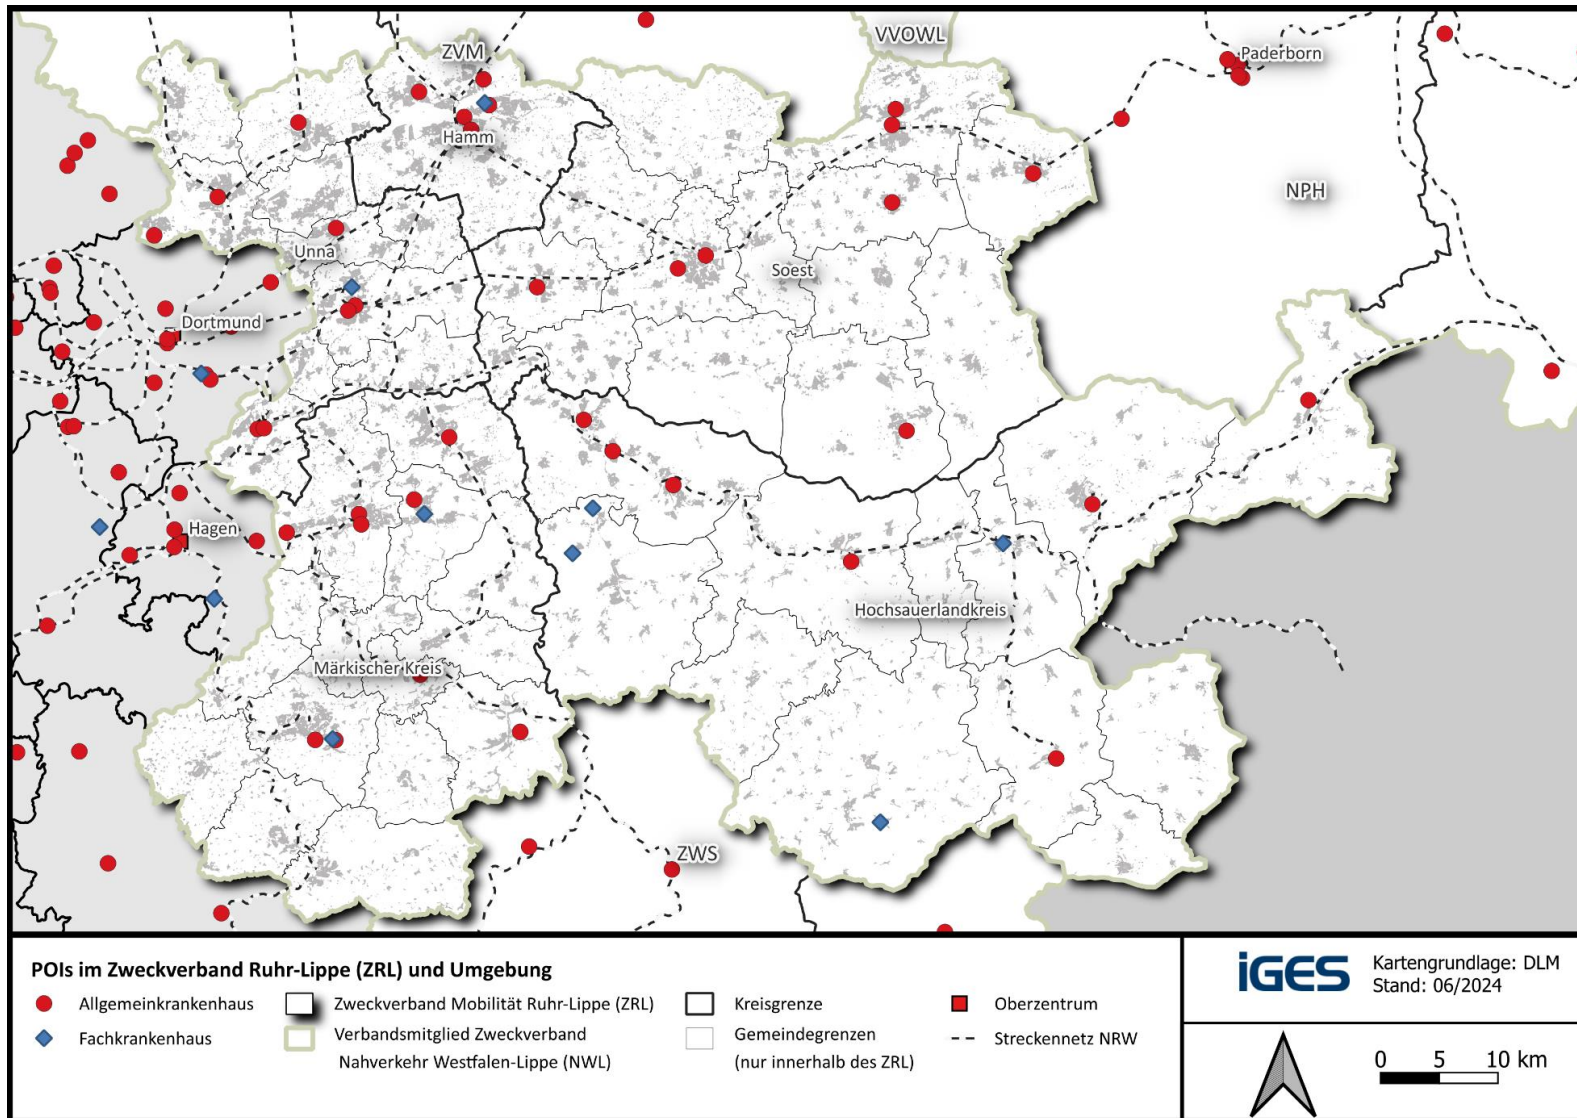 VVOWL
ZVM
Paderborn
Hamm
NPH
Unna
Soest
Dortmund
Hagen
Hochsauerlandkreis
Märkischer Kreis
ZWS
POIs im Zweckverband Ruhr-Lippe (ZRL) und Umgebung
Allgemeinkrankenhaus
Fachkrankenhaus
Zweckverband Mobilität Ruhr-Lippe (ZRL)
Verbandsmitglied Zweckverband
Nahverkehr Westfalen-Lippe (NWL)
Kreisgrenze
Gemeindegrenzen
(nur innerhalb des ZRL)
Oberzentrum
Streckennetz NRW
iGES
Kartengrundlage: DLM
Stand: 06/2024
0 5 10 km